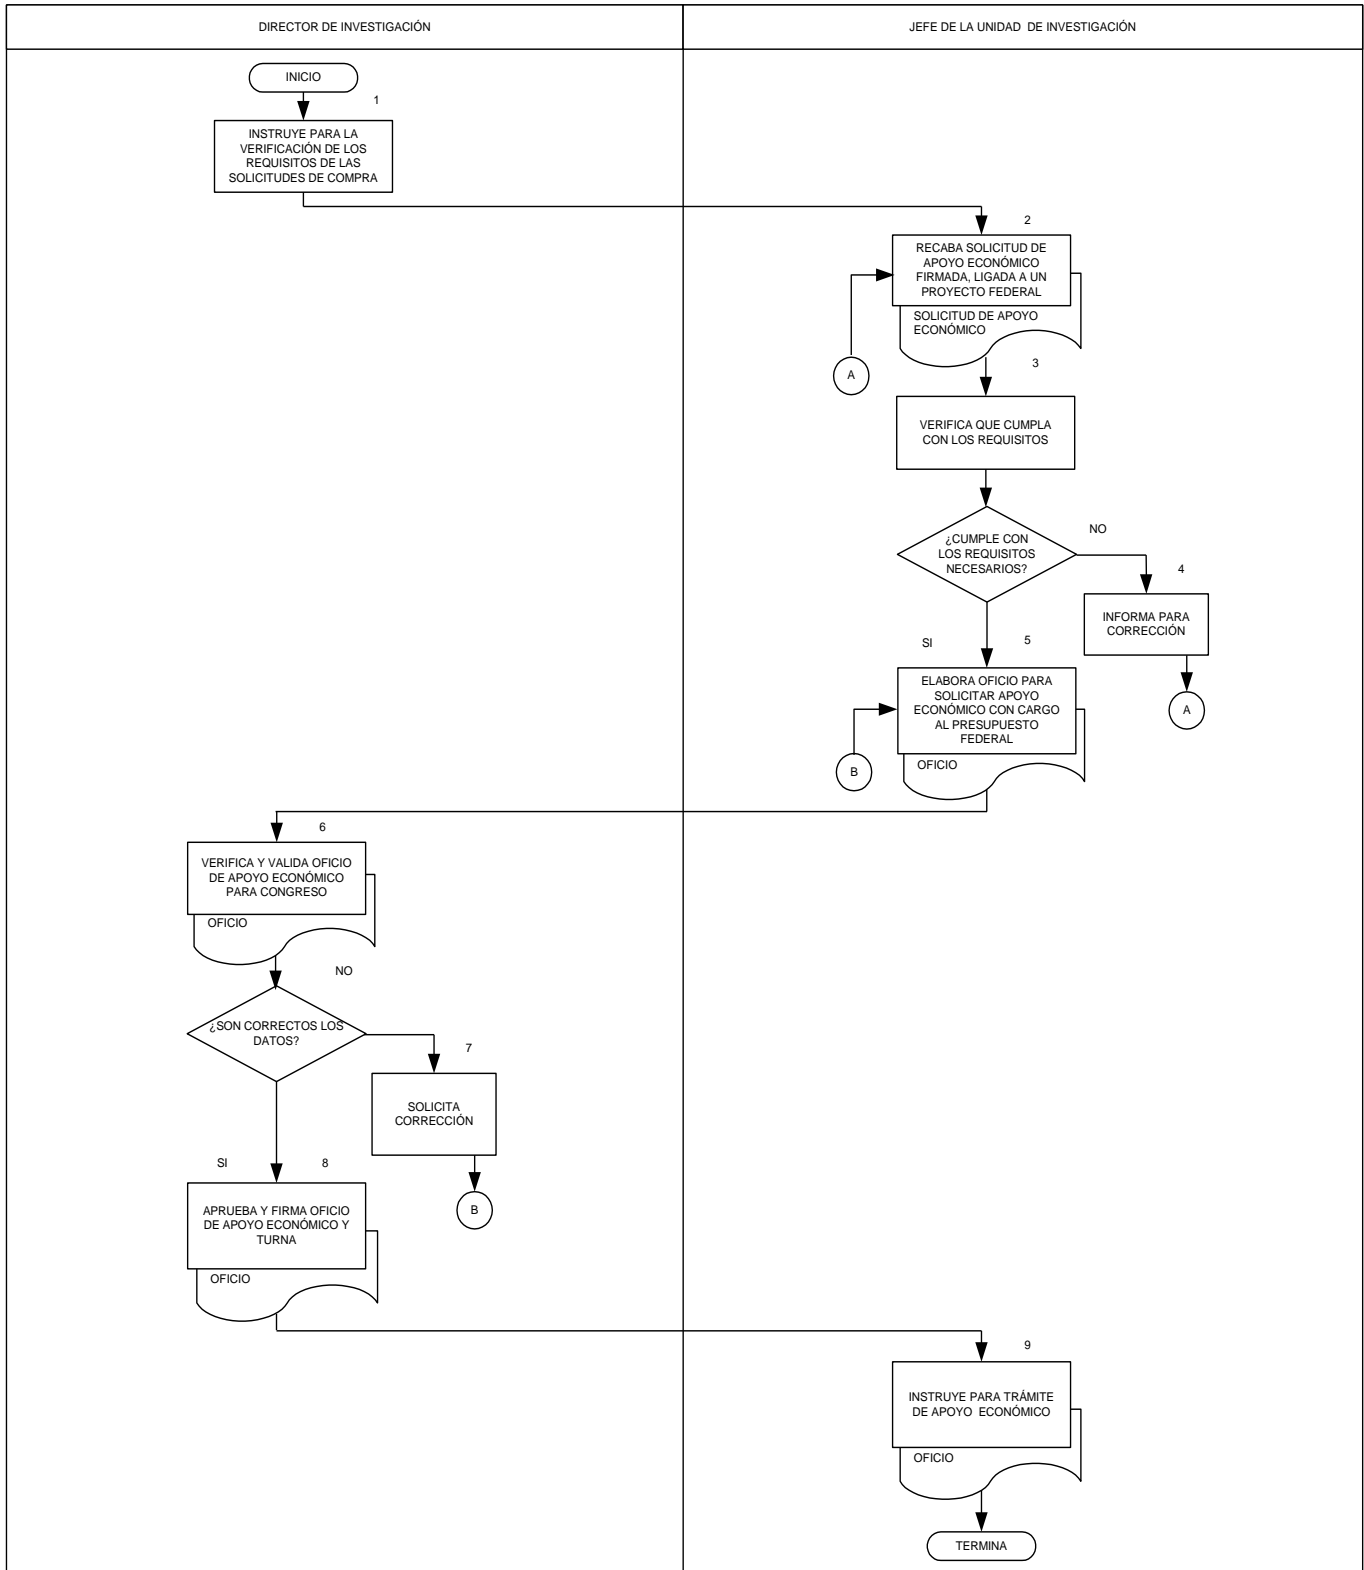 DIRECTOR DE INVESTIGACIÓN
JEFE DE LA UNIDAD DE INVESTIGACIÓN
INICIO
1
INSTRUYE PARA LA
VERIFICACIÓN DE LOS
REQUISITOS DE LAS
SOLICITUDES DE COMPRA
2
RECABA SOLICITUD DE
APOYO ECONÓMICO
FIRMADA, LIGADA A UN
PROYECTO FEDERAL
SOLICITUD DE APOYO
ECONÓMICO
A
3
VERIFICA QUE CUMPLA
CON LOS REQUISITOS
¿CUMPLE CON
LOS REQUISITOS
NECESARIOS?
NO
4
INFORMA PARA
CORRECCIÓN
A
SI
5
ELABORA OFICIO PARA
SOLICITAR APOYO
ECONÓMICO CON CARGO
AL PRESUPUESTO
FEDERAL
OFICIO
B
6
VERIFICA Y VALIDA OFICIO
DE APOYO ECONÓMICO
PARA CONGRESO
OFICIO
NO
¿SON CORRECTOS LOS
DATOS?
7
SOLICITA
CORRECCIÓN
B
SI
8
APRUEBA Y FIRMA OFICIO
DE APOYO ECONÓMICO Y
TURNA
OFICIO
9
INSTRUYE PARA TRÁMITE
DE APOYO ECONÓMICO
OFICIO
TERMINA